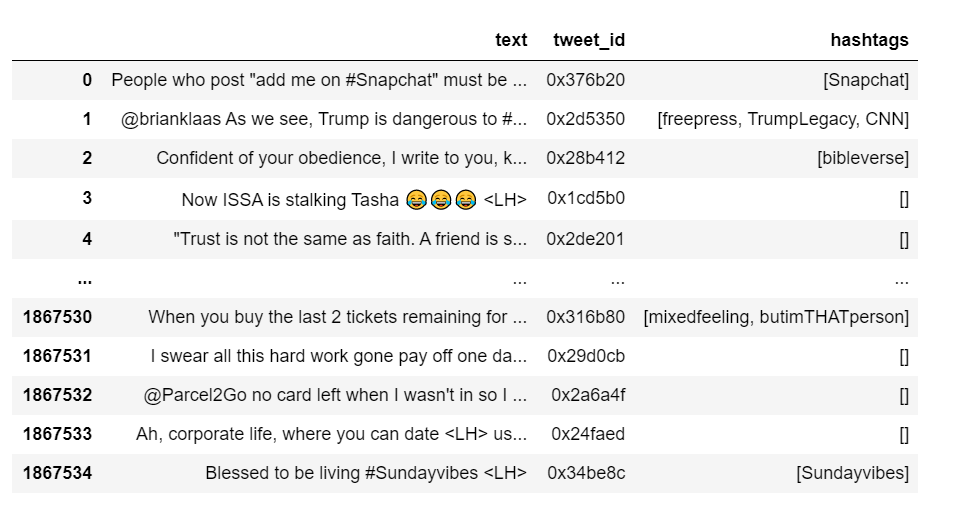 text tweet_id hashtags
0 People who post "add me on #Snapchat" must be ... 0x376b20 [Snapchat]
1 @brianklaas As we see, Trump is dangerous to #... 0x2d5350 [freepress, TrumpLegacy, CNN]
2 Confident of your obedience, I write to you, k... 0x28b412 [bibleverse]
3 Now ISSA is stalking Tasha 😂😂😂 <LH> 0x1cd5b0 []
4 "Trust is not the same as faith. A friend is s... 0x2de201 []
... ... ... ...
1867530 When you buy the last 2 tickets remaining for ... 0x316b80 [mixedfeeling, butimTHATperson]
1867531 I swear all this hard work gone pay off one da... 0x29d0cb []
1867532 @Parcel2Go no card left when I wasn't in so I ... 0x2a6a4f []
1867533 Ah, corporate life, where you can date <LH> us... 0x24faed []
1867534 Blessed to be living #Sundayvibes <LH> 0x34be8c [Sundayvibes]